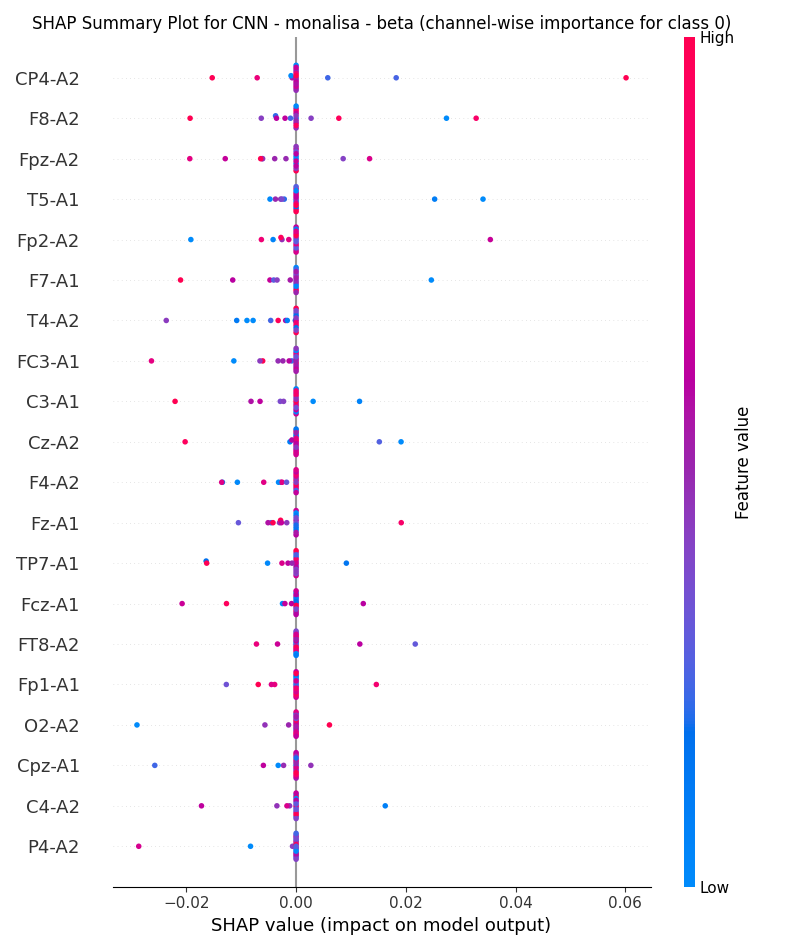 SHAP Summary Plot for CNN - monalisa - beta (channel-wise importance for class 0)
High
CP4-A2
F8-A2
Fpz-A2
T5-A1
Fp2-A2
F7-A1
T4-A2
FC3-A1
C3-A1
Cz-A2
F4-A2
Fz-A1
TP7-A1
Fcz-A1
FT8-A2
Fp1-A1
O2-A2
Cpz-A1
C4-A2
P4-A2
Feature value
Low
−0.02 0.00 0.02 0.04 0.06
SHAP value (impact on model output)